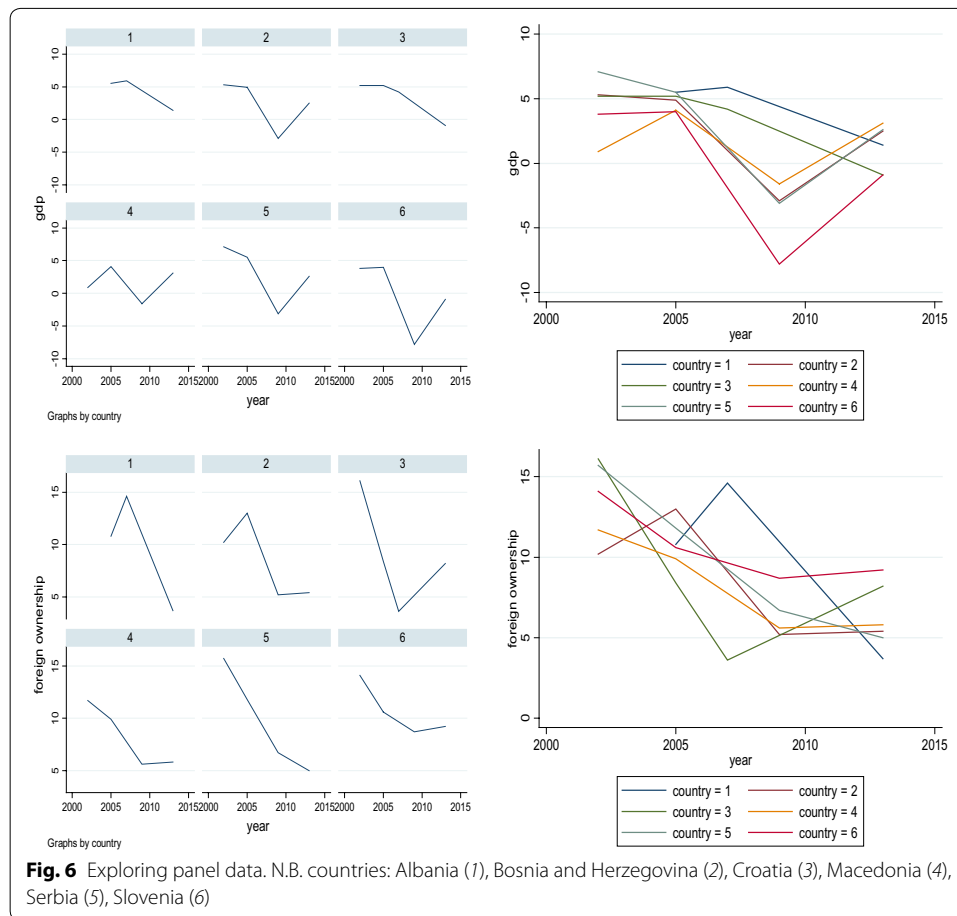 1 2 3
10
5
0
-5
-10
gdp
4 5 6
10
5
0
-5
-10
2000 2005 2010 2015 2000 2005 2010 2015 2000 2005 2010 2015
year
Graphs by country
10
5
0
-5
-10
gdp
2000 2005 2010 2015
year
country = 1 country = 2
country = 3 country = 4
country = 5 country = 6
1 2 3
15
10
5
foreign ownership
4 5 6
15
10
5
2000 2005 2010 2015 2000 2005 2010 2015 2000 2005 2010 2015
year
Graphs by country
15
10
5
0
foreign ownership
2000 2005 2010 2015
year
country = 1 country = 2
country = 3 country = 4
country = 5 country = 6
Fig. 6 Exploring panel data. N.B. countries: Albania (1), Bosnia and Herzegovina (2), Croatia (3), Macedonia (4),
Serbia (5), Slovenia (6)